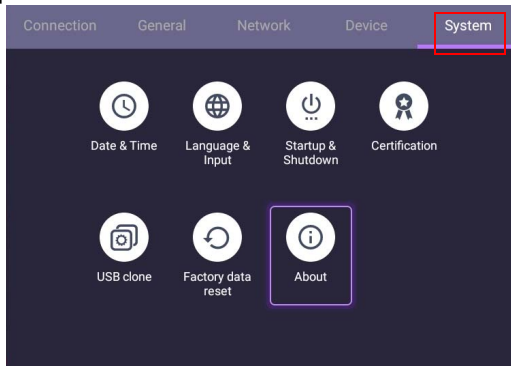 Connection General Network Device System
Date & Time Language & Startup & Certification
Input Shutdown
USB clone Factory data About
reset